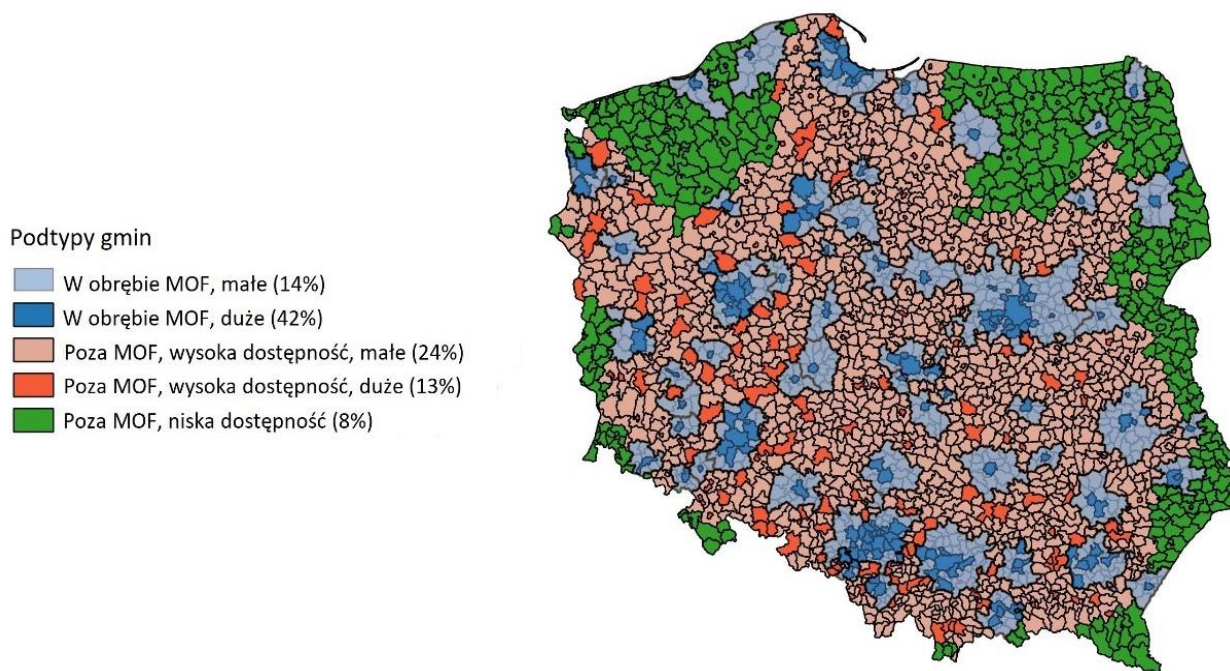 Podtypy gmin
W obrębie MOF, małe (14%)
W obrębie MOF, duże (42%)
Poza MOF, wysoka dostępność, małe (24%)
Poza MOF, wysoka dostępność, duże (13%)
Poza MOF, niska dostępność (8%)